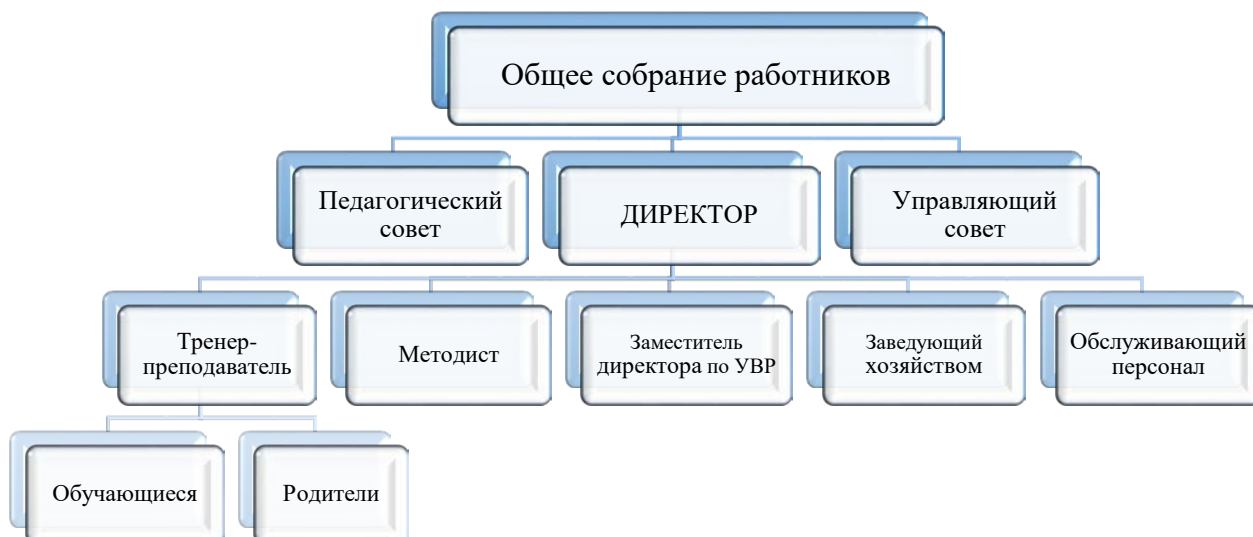 Общее собрание работников
Педагогический
совет
ДИРЕКТОР
Управляющий
совет
Тренер-
преподаватель
Методист
Заместитель
директора по УВР
Заведующий
хозяйством
Обслуживающий
персонал
Обучающиеся
Родители